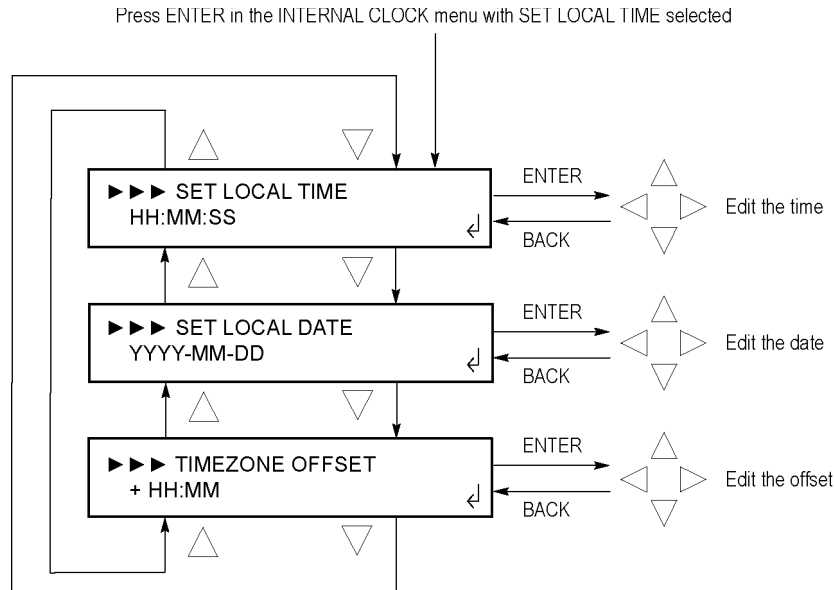 Press ENTER in the INTERNAL CLOCK menu with SET LOCAL TIME selected
►►► SET LOCAL TIME
HH:MM:SS
ENTER
BACK
Edit the time
►►► SET LOCAL DATE
YYYY-MM-DD
ENTER
BACK
Edit the date
►►► TIMEZONE OFFSET
+ HH:MM
ENTER
BACK
Edit the offset